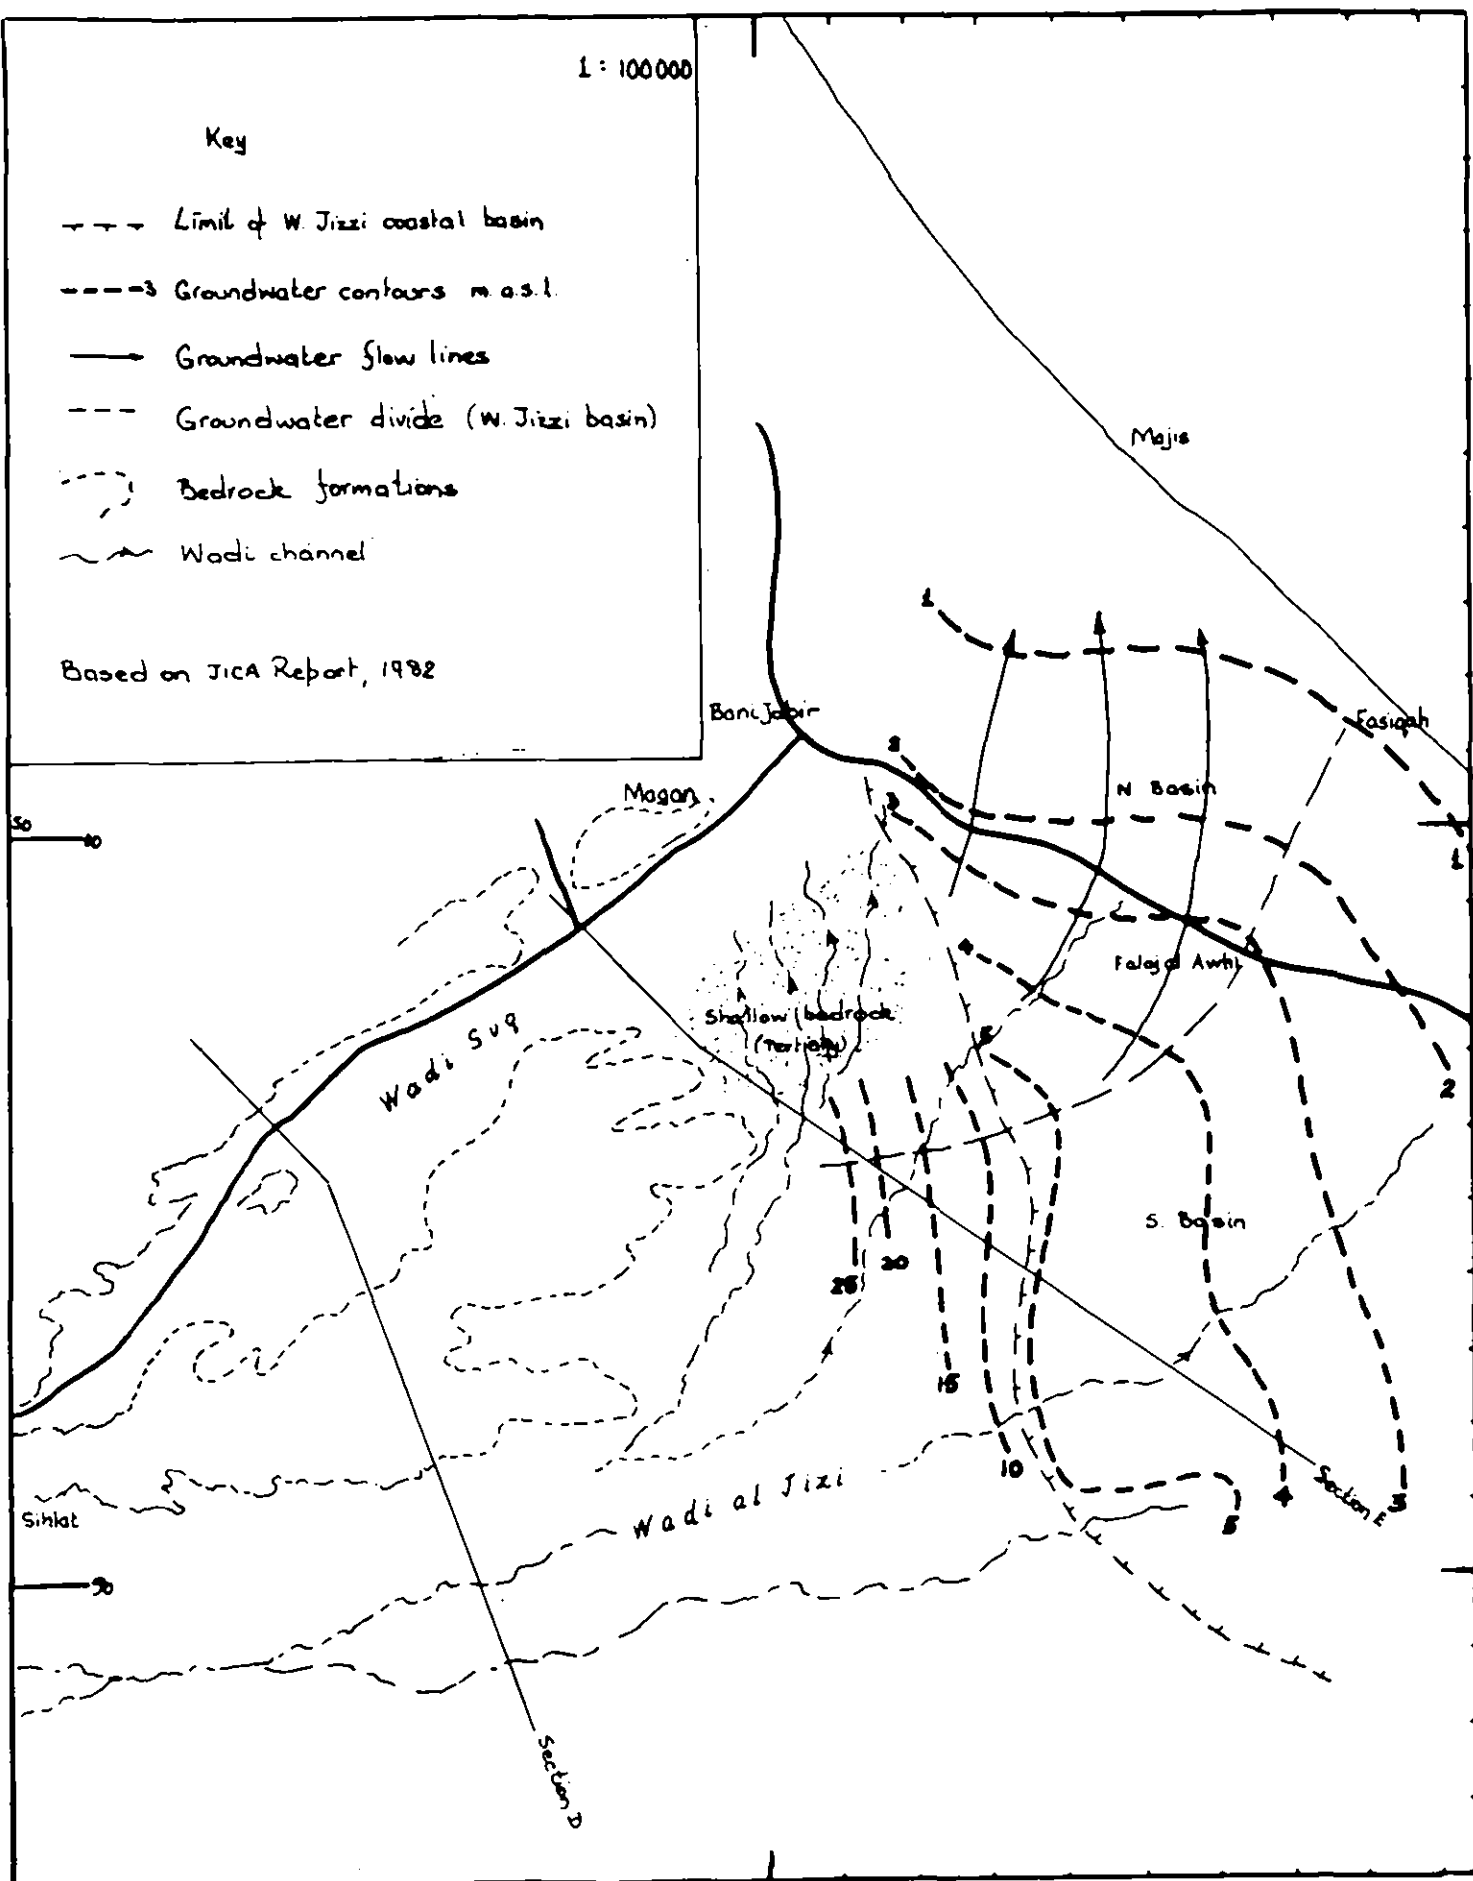 1 : 100000
Key
Limit of W. Jizzi coastal basin
3 Groundwater contours m a.s.l.
Groundwater flow lines
Groundwater divide (W. Jizzi basin)
Bedrock formations
Wadi channel
Based on JICA Report, 1982
Majis
1
Bani Jabir
Fasiqah
2
Magan
3
N Basin
50
10
1
4
Falaj al Awhi
Shallow bedrock
(Tertiary)
Wadi Suq
5
2
S. Basin
25
20
15
10
Section E
4
3
5
Wadi al Jizi
Sihlat
90
Section D